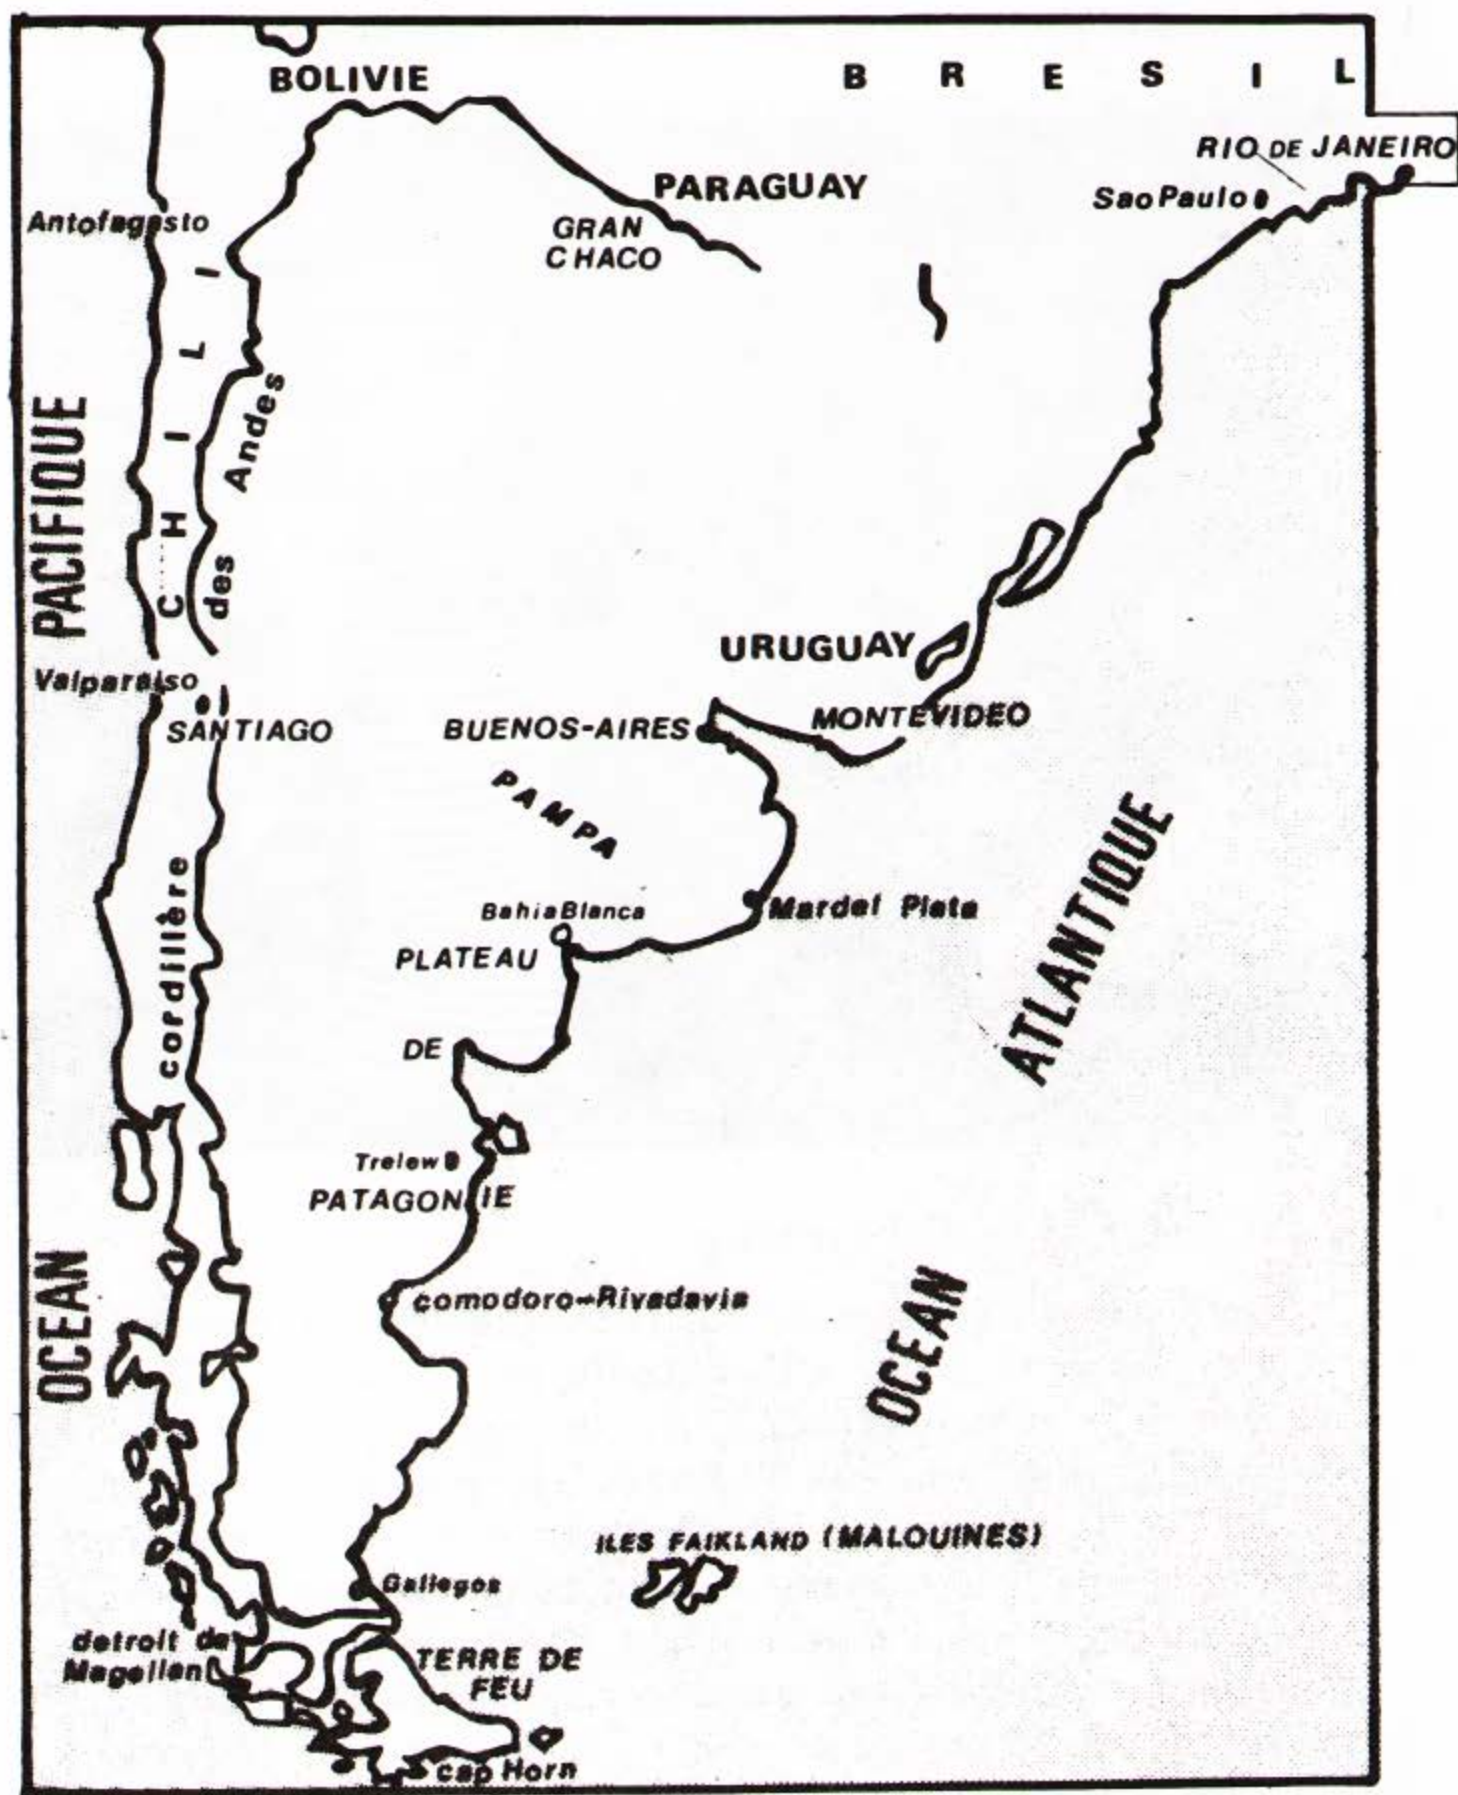 BOLIVIE
BRESIL
RIO DE JANEIRO
Sao Paulo
PARAGUAY
Antofagasto
GRAN
CHACO
CHILI
PACIFIQUE
OCEAN
cordillère des Andes
URUGUAY
Valparaiso
SANTIAGO
BUENOS-AIRES
MONTEVIDEO
PAMPA
ATLANTIQUE
OCEAN
Bahia Blanca
Mardel Plata
PLATEAU
DE
Trelew
PATAGONIE
comodoro-Rivadavia
ILES FAIKLAND (MALOUINES)
Gallegos
detroit de
Magellan
TERRE DE
FEU
cap Horn